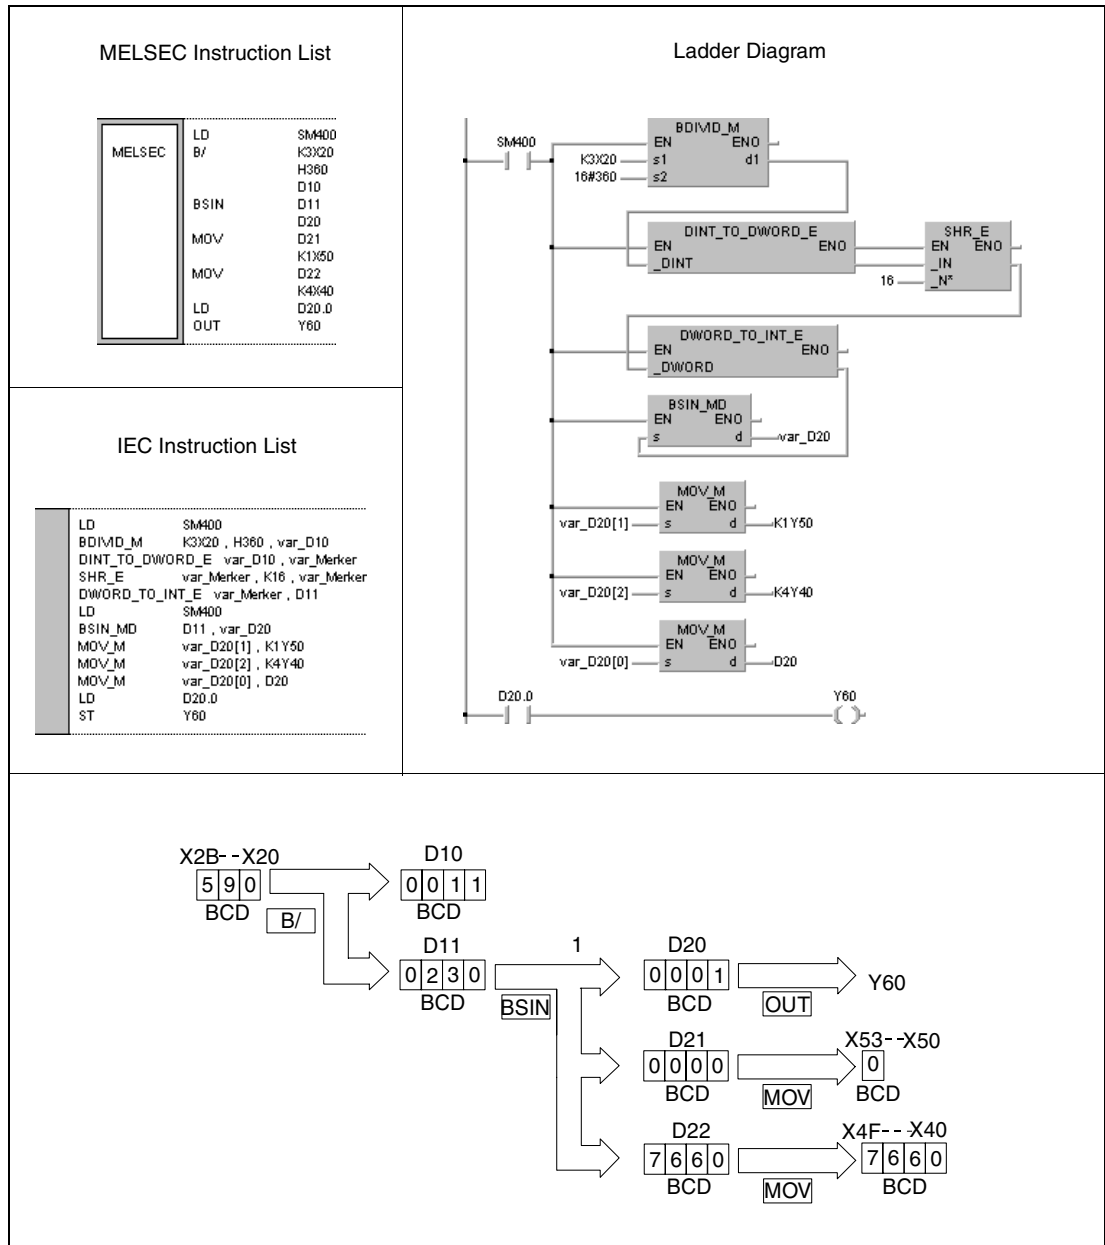 MELSEC Instruction List
MELSEC
LD SM400
B/ K3X20
H360
D10
BSIN D11
D20
MOV D21
K1X50
MOV D22
K4X40
LD D20.0
OUT Y60
IEC Instruction List
LD SM400
BDIVID_M K3X20 , H360 , var_D10
DINT_TO_DWORD_E var_D10 , var_Merker
SHR_E var_Merker , K16 , var_Merker
DWORD_TO_INT_E var_Merker , D11
LD SM400
BSIN_MD D11 , var_D20
MOV_M var_D20[1] , K1Y50
MOV_M var_D20[2] , K4Y40
MOV_M var_D20[0] , D20
LD D20.0
ST Y60
Ladder Diagram
SM400
BDIVID_M
EN ENO
K3X20 s1 d1
16#360 s2
DINT_TO_DWORD_E
EN ENO
_DINT
SHR_E
EN ENO
_IN
16 _N*
DWORD_TO_INT_E
EN ENO
_DWORD
BSIN_MD
EN ENO
s d var_D20
MOV_M
EN ENO
var_D20[1] s d K1Y50
MOV_M
EN ENO
var_D20[2] s d K4Y40
MOV_M
EN ENO
var_D20[0] s d D20
D20.0 Y60
X2B--X20
5 9 0
BCD
B/
D10
0 0 1 1
BCD
D11
0 2 3 0
BCD
BSIN
1
D20
0 0 0 1
BCD
OUT
Y60
D21
0 0 0 0
BCD
MOV
X53--X50
0
BCD
D22
7 6 6 0
BCD
MOV
X4F---X40
7 6 6 0
BCD